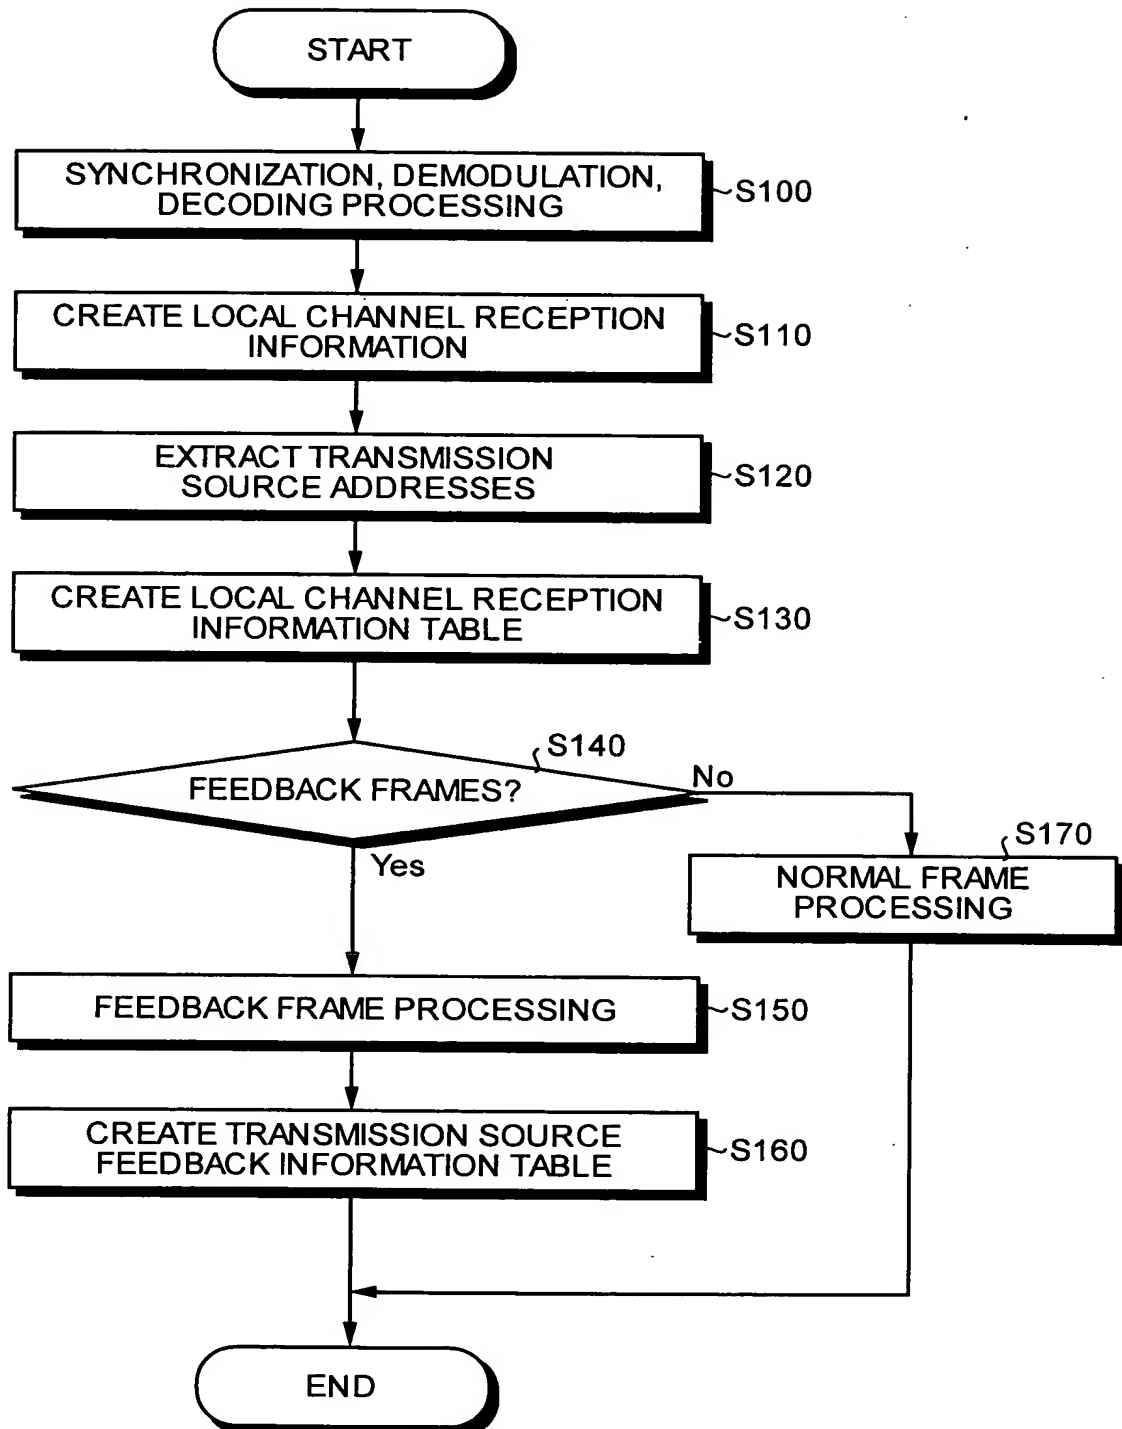 START
SYNCHRONIZATION, DEMODULATION,
DECODING PROCESSING
S100
CREATE LOCAL CHANNEL RECEPTION
INFORMATION
S110
EXTRACT TRANSMISSION
SOURCE ADDRESSES
S120
CREATE LOCAL CHANNEL RECEPTION
INFORMATION TABLE
S130
S140
FEEDBACK FRAMES?
No
Yes
S170
NORMAL FRAME
PROCESSING
FEEDBACK FRAME PROCESSING
S150
CREATE TRANSMISSION SOURCE
FEEDBACK INFORMATION TABLE
S160
END